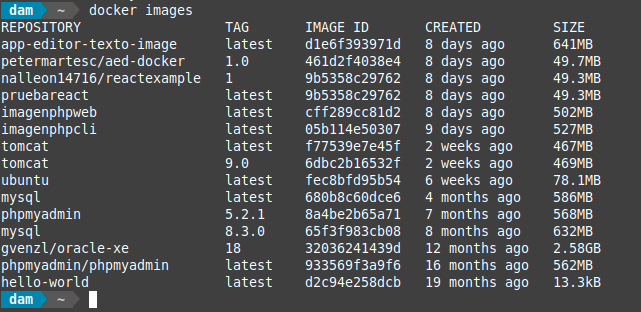 dam ~ docker images
REPOSITORY TAG IMAGE ID CREATED SIZE
app-editor-texto-image latest d1e6f393971d 8 days ago 641MB
petermartesc/aed-docker 1.0 461d2f4038e4 8 days ago 49.7MB
nalleon14716/reactexample 1 9b5358c29762 8 days ago 49.3MB
pruebareact latest 9b5358c29762 8 days ago 49.3MB
imagenphpweb latest cff289cc81d2 8 days ago 502MB
imagenphpcli latest 05b114e50307 9 days ago 527MB
tomcat latest f77539e7e45f 2 weeks ago 467MB
tomcat 9.0 6dbc2b16532f 2 weeks ago 469MB
ubuntu latest fec8bfd95b54 6 weeks ago 78.1MB
mysql latest 680b8c60dce6 4 months ago 586MB
phpmyadmin 5.2.1 8a4be2b65a71 7 months ago 568MB
mysql 8.3.0 65f3f983cb08 8 months ago 632MB
gvenzl/oracle-xe 18 32036241439d 12 months ago 2.58GB
phpmyadmin/phpmyadmin latest 933569f3a9f6 16 months ago 562MB
hello-world latest d2c94e258dcb 19 months ago 13.3kB
dam ~